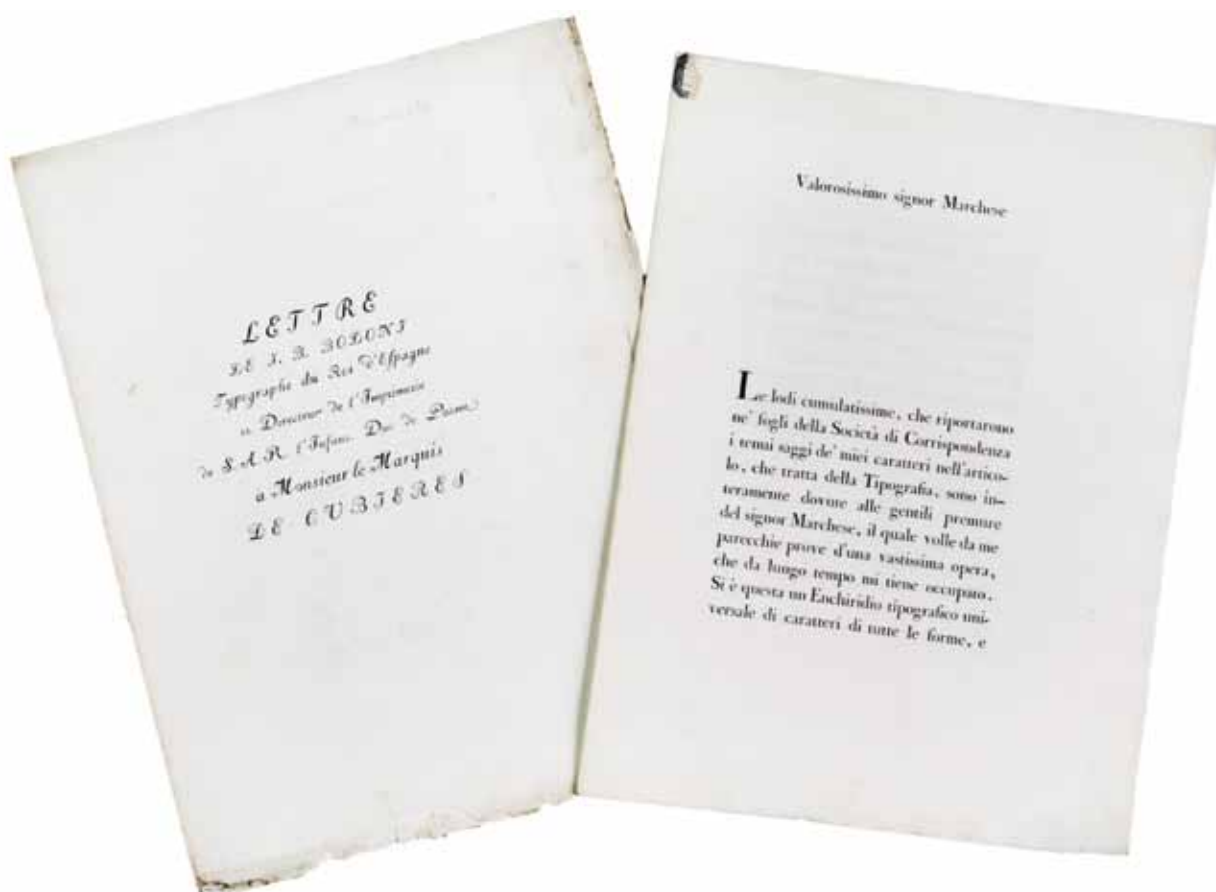 LETTRE
DE J. B. BODONI
Typographe du Roi d'Espagne
et Directeur de l'Imprimerie
de S. A. R. l'Infant Duc de Parme
a Monsieur le Marquis
DE CUBIERES
Valorosissimo signor Marchese
Le lodi cumulatissime, che riportarono
ne' fogli della Società di Corrispondenza
i tenui saggi de' miei caratteri nell'artico-
lo, che tratta della Tipografia, sono in-
teramente dovute alle gentili premure
del signor Marchese, il quale volle da me
parecchie prove d'una vastissima opera,
che da lungo tempo mi tiene occupato.
Si è questa un Enchiridio tipografico uni-
versale di caratteri di tutte le forme, e